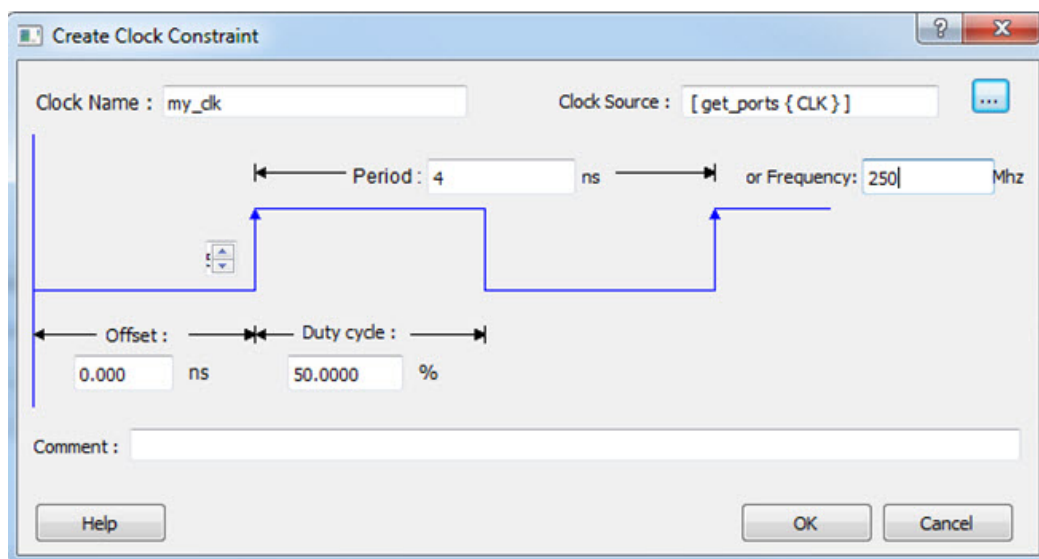 Create Clock Constraint
Clock Name : my_clk Clock Source : [ get_ports { CLK } ] ...
Period : 4 ns or Frequency: 250 Mhz
Offset : Duty cycle :
0.000 ns 50.0000 %
Comment :
Help OK Cancel